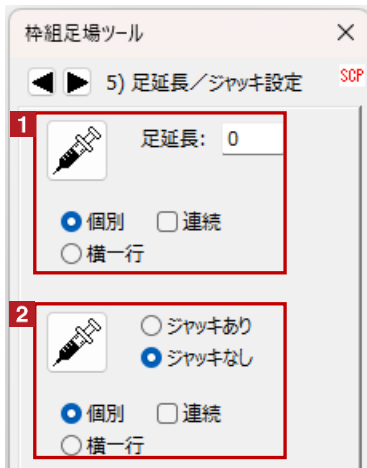 枠組足場ツール
5) 足延長／ジャッキ設定
SCP
1
足延長: 0
個別 連続
横一行
2
ジャッキあり
ジャッキなし
個別 連続
横一行